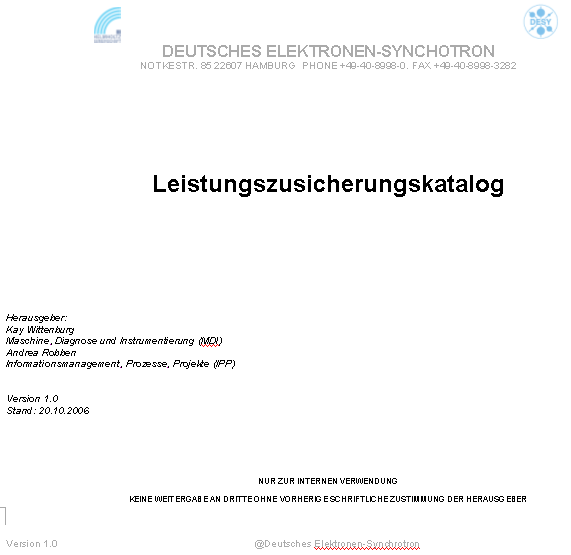 DESY
DEUTSCHES ELEKTRONEN-SYNCHOTRON
NOTKESTR. 85 22607 HAMBURG PHONE +49-40-8998-0. FAX +49-40-8998-3282
Leistungszusicherungskatalog
Herausgeber:
Kay Wittenburg
Maschine, Diagnose und Instrumentierung (MDI)
Andrea Robben
Informationsmanagement, Prozesse, Projekte (IPP)
Version 1.0
Stand: 20.10.2006
NUR ZUR INTERNEN VERWENDUNG
KEINE WEITERGABE AN DRITTE OHNE VORHERIGE SCHRIFTLICHE ZUSTIMMUNG DER HERAUSGEBER
Version 1.0 @Deutsches Elektronen-Synchrotron